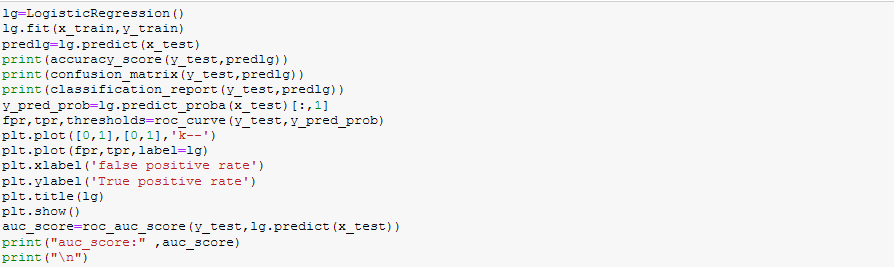 lg=LogisticRegression()
lg.fit(x_train,y_train)
predlg=lg.predict(x_test)
print(accuracy_score(y_test,predlg))
print(confusion_matrix(y_test,predlg))
print(classification_report(y_test,predlg))
y_pred_prob=lg.predict_proba(x_test)[:,1]
fpr,tpr,thresholds=roc_curve(y_test,y_pred_prob)
plt.plot([0,1],[0,1],'k--')
plt.plot(fpr,tpr,label=lg)
plt.xlabel('false positive rate')
plt.ylabel('True positive rate')
plt.title(lg)
plt.show()
auc_score=roc_auc_score(y_test,lg.predict(x_test))
print("auc_score:" ,auc_score)
print("\n")